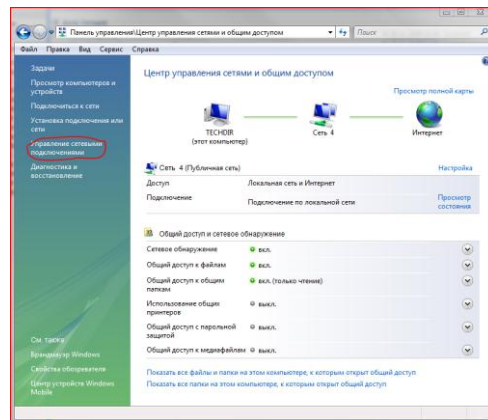 Панель управления\Центр управления сетями и общим доступом
Поиск
Файл Правка Вид Сервис Справка
Задачи
Просмотр компьютеров и
устройств
Подключиться к сети
Установка подключения или
сети
Управление сетевыми
подключениями
Диагностика и
восстановление
Центр управления сетями и общим доступом
Просмотр полной карты
TECHDIR
(этот компьютер)
Сеть 4
Интернет
Сеть 4 (Публичная сеть)
Настройка
Доступ Локальная сеть и Интернет
Подключение Подключение по локальной сети
Просмотр
состояния
Общий доступ и сетевое обнаружение
Сетевое обнаружение вкл.
Общий доступ к файлам вкл.
Общий доступ к общим
папкам
вкл. (только чтение)
Использование общих
принтеров
выкл.
Общий доступ с парольной
защитой
выкл.
Общий доступ к медиафайлам выкл.
Показать все файлы и папки на этом компьютере, к которым открыт общий доступ
Показать все папки на этом компьютере, к которым открыт общий доступ
См. также
Брандмауэр Windows
Свойства обозревателя
Центр устройств Windows
Mobile